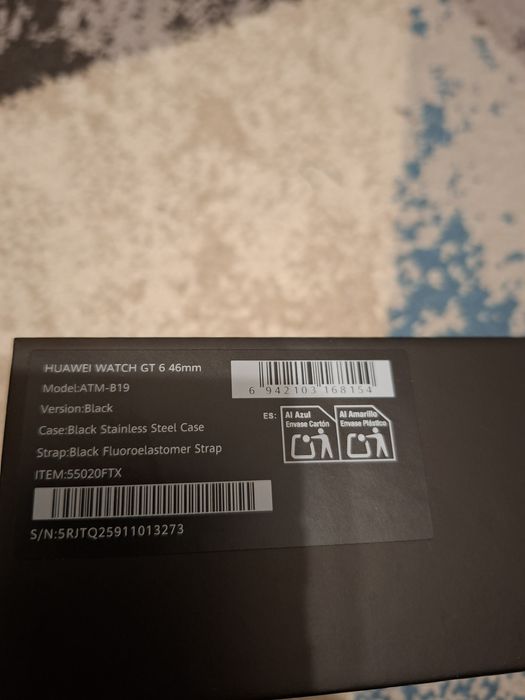 HUAWEI WATCH GT 6 46mm
Model:ATM-B19
Version:Black
Case:Black Stainless Steel Case
Strap:Black Fluoroelastomer Strap
ITEM:55020FTX
S/N:5RJTQ25911013273
6 942103 168154
ES:
Al Azul
Envase Cartón
Al Amarillo
Envase Plástico